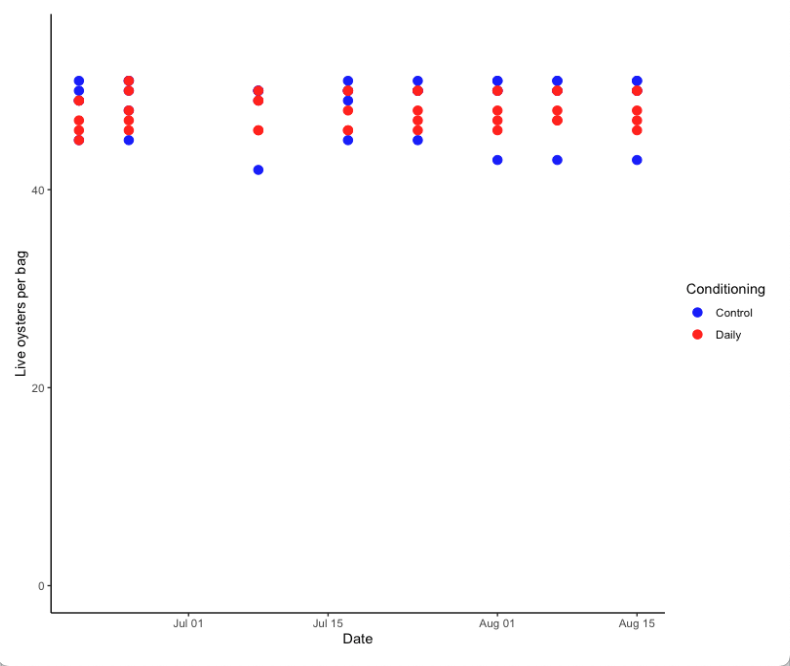 Live oysters per bag
40
20
0
Jul 01
Jul 15
Aug 01
Aug 15
Date
Conditioning
Control
Daily